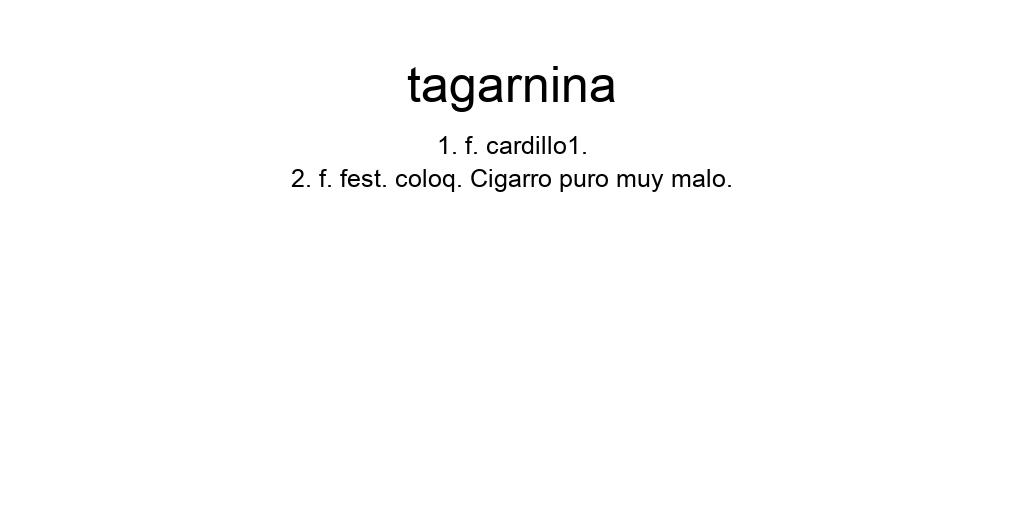 tagarnina
1. f. cardillo1.
2. f. fest. coloq. Cigarro puro muy malo.